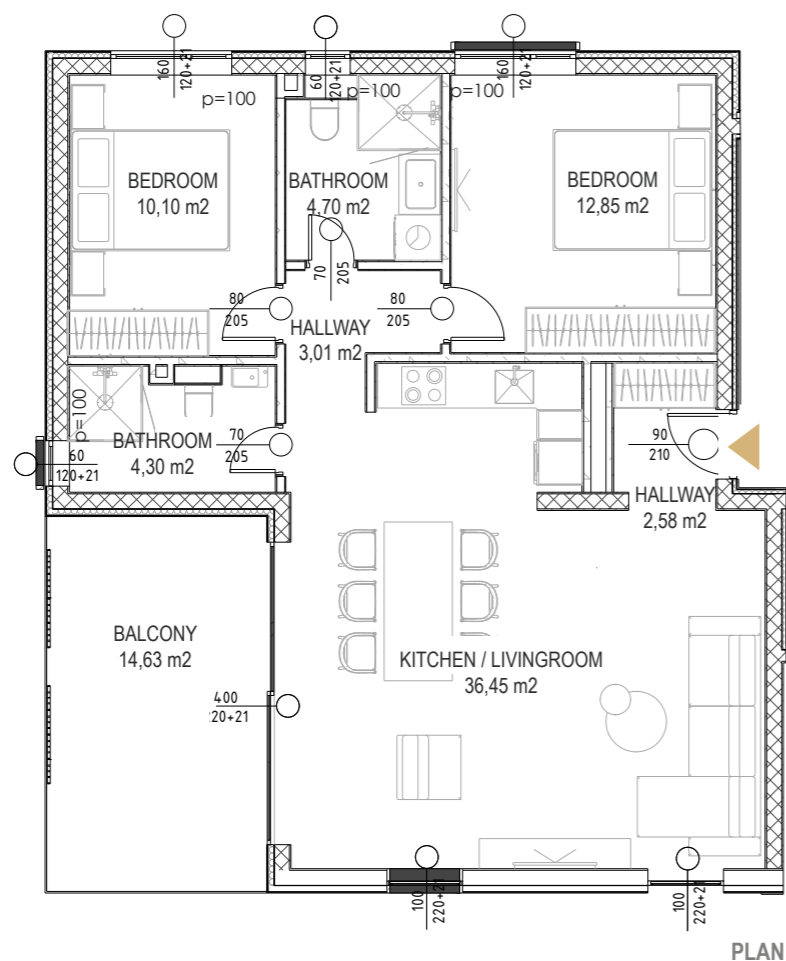 160
120+21
60
120+21
160
120+21
p=100
p=100
p=100
BEDROOM
10,10 m2
BATHROOM
4,70 m2
BEDROOM
12,85 m2
70
205
80
205
80
205
HALLWAY
3,01 m2
p=100
BATHROOM
4,30 m2
70
205
60
120+21
90
210
HALLWAY
2,58 m2
BALCONY
14,63 m2
KITCHEN / LIVINGROOM
36,45 m2
400
220+21
100
220+21
100
220+21
PLAN